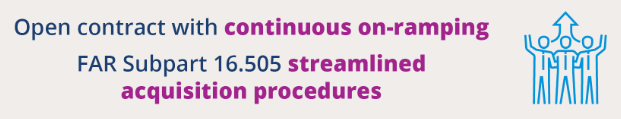 Open contract with continuous on-ramping
FAR Subpart 16.505 streamlined
acquisition procedures